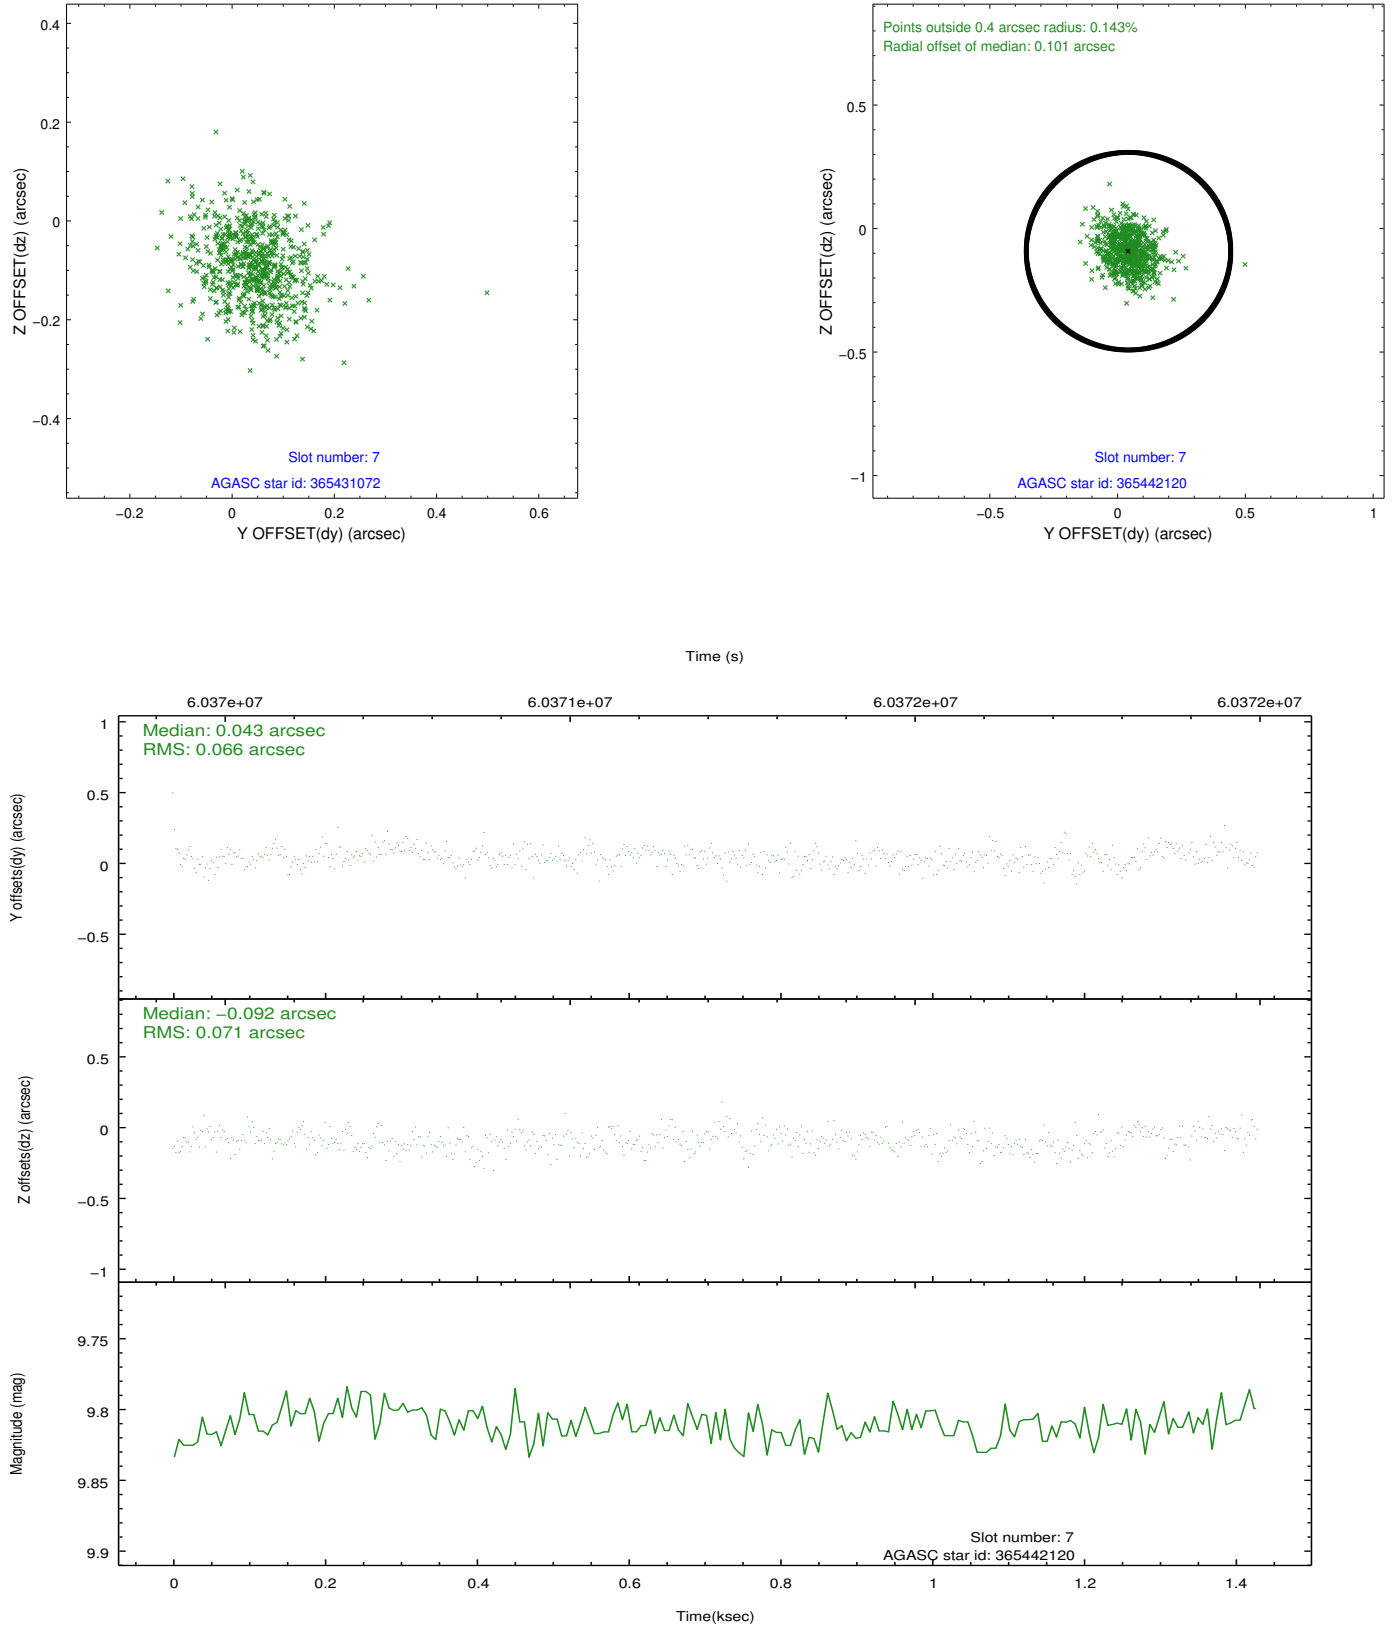 0.4
0.2
0
−0.2
−0.4
Z OFFSET(dz) (arcsec)
Slot number: 7
AGASC star id: 365431072
−0.2
0
0.2
0.4
0.6
Y OFFSET(dy) (arcsec)
Points outside 0.4 arcsec radius: 0.143%
Radial offset of median: 0.101 arcsec
0.5
0
−0.5
−1
Z OFFSET(dz) (arcsec)
Slot number: 7
AGASC star id: 365442120
−0.5
0
0.5
1
Y OFFSET(dy) (arcsec)
Time (s)
6.037e+07
6.0371e+07
6.0372e+07
6.0372e+07
Median: 0.043 arcsec
RMS: 0.066 arcsec
1
0.5
0
−0.5
Y offsets(dy) (arcsec)
Median: −0.092 arcsec
RMS: 0.071 arcsec
0.5
0
−0.5
−1
Z offsets(dz) (arcsec)
9.75
9.8
9.85
9.9
Magnitude (mag)
Slot number: 7
AGASC star id: 365442120
0
0.2
0.4
0.6
0.8
1
1.2
1.4
Time(ksec)